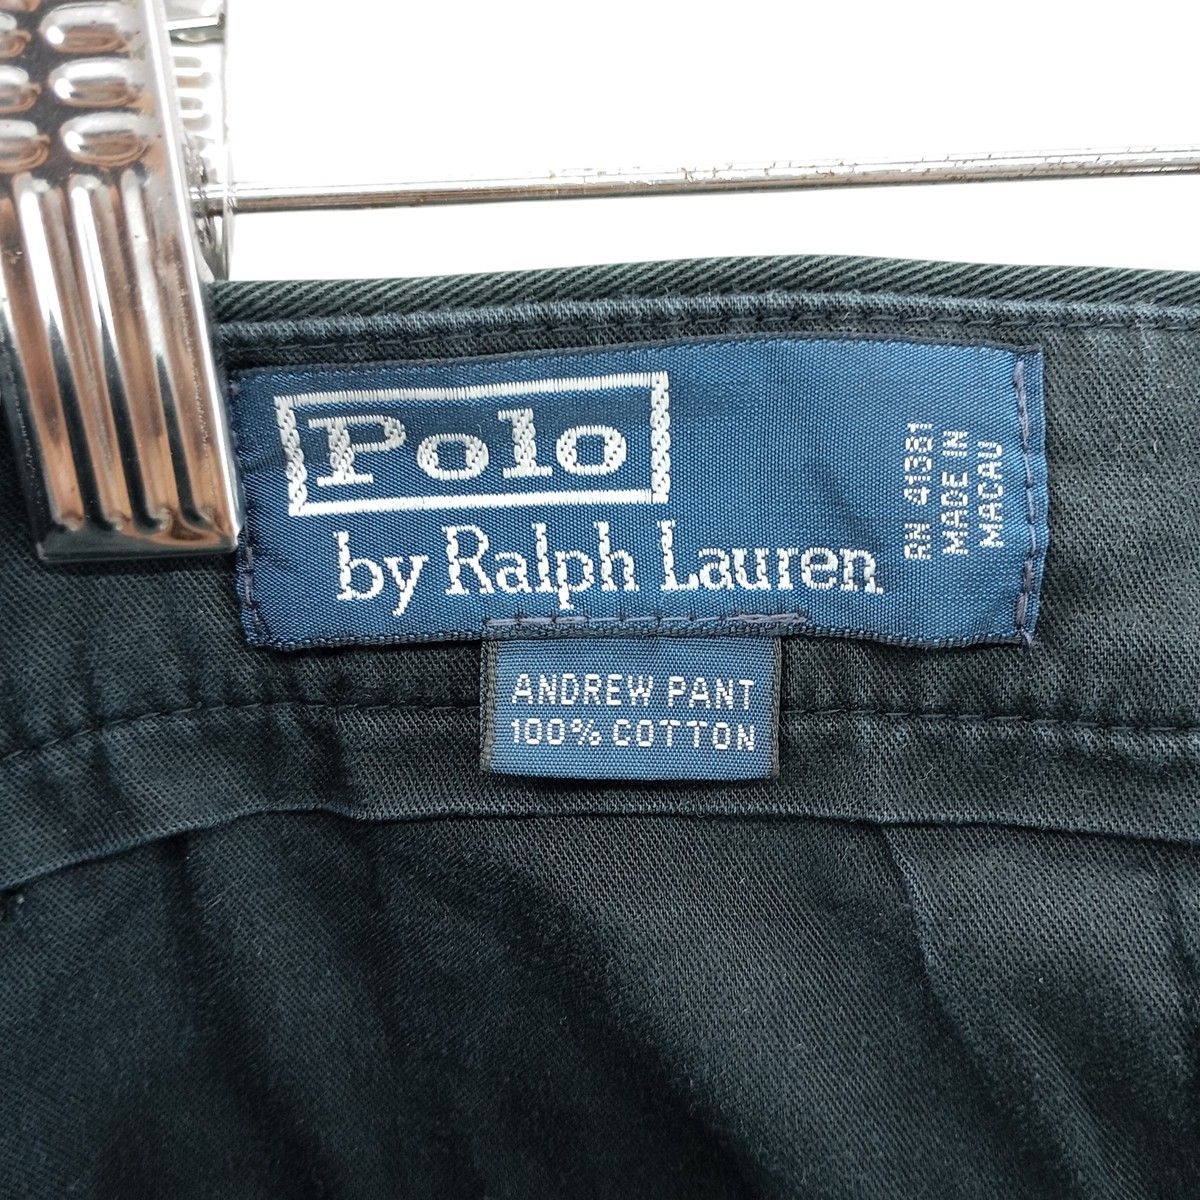 Polo
by Ralph Lauren
RN 41381
MADE IN
MACAU
ANDREW PANT
100% COTTON